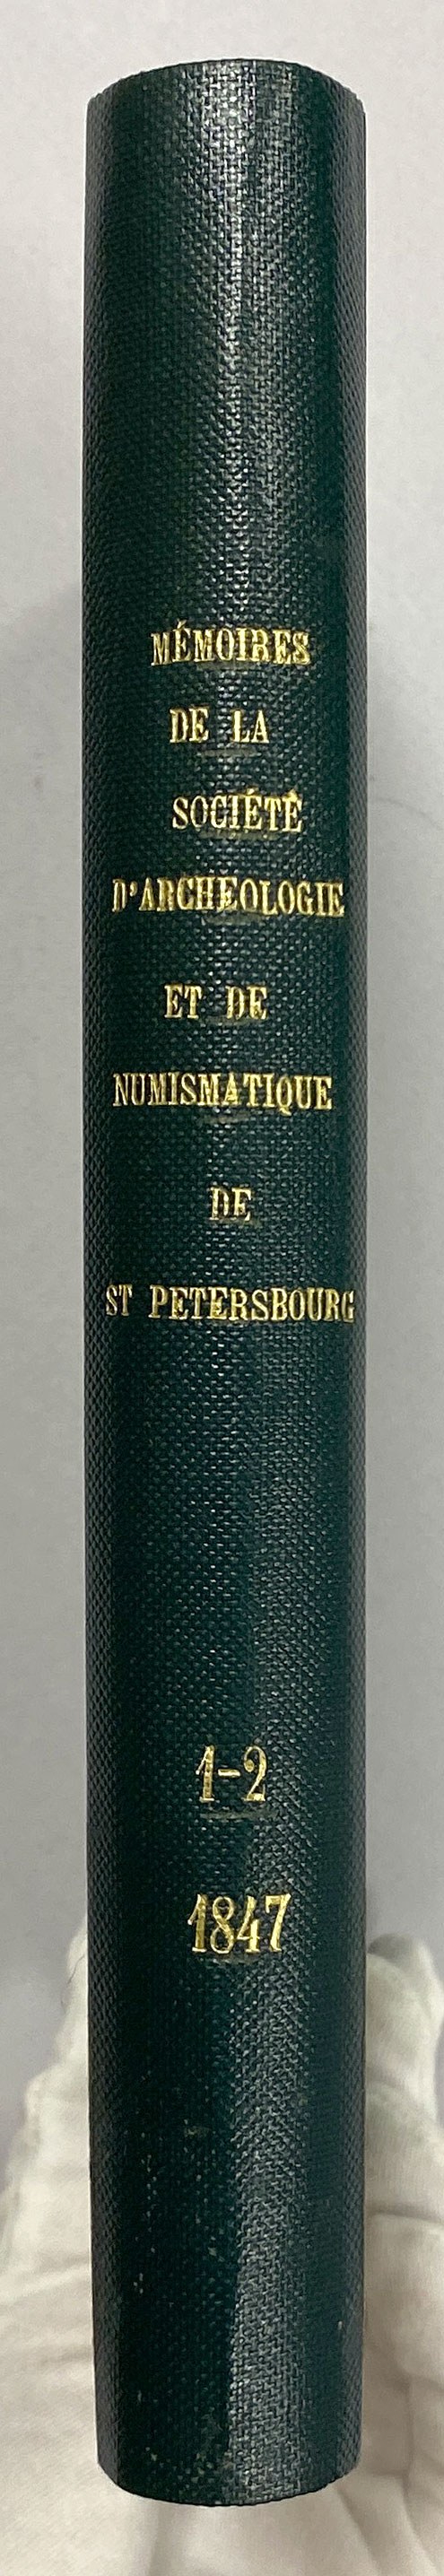 MÉMOIRES
DE LA
SOCIÉTÉ
D'ARCHEOLOGIE
ET DE
NUMISMATIQUE
DE
ST PETERSBOURG
1-2
1847